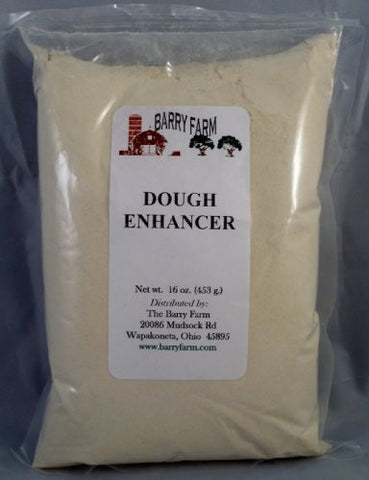 BARRY FARM
DOUGH
ENHANCER
Net wt. 16 oz. (453 g.)
Distributed by:
The Barry Farm
20086 Mudsock Rd
Wapakoneta, Ohio 45895
www.barryfarm.com